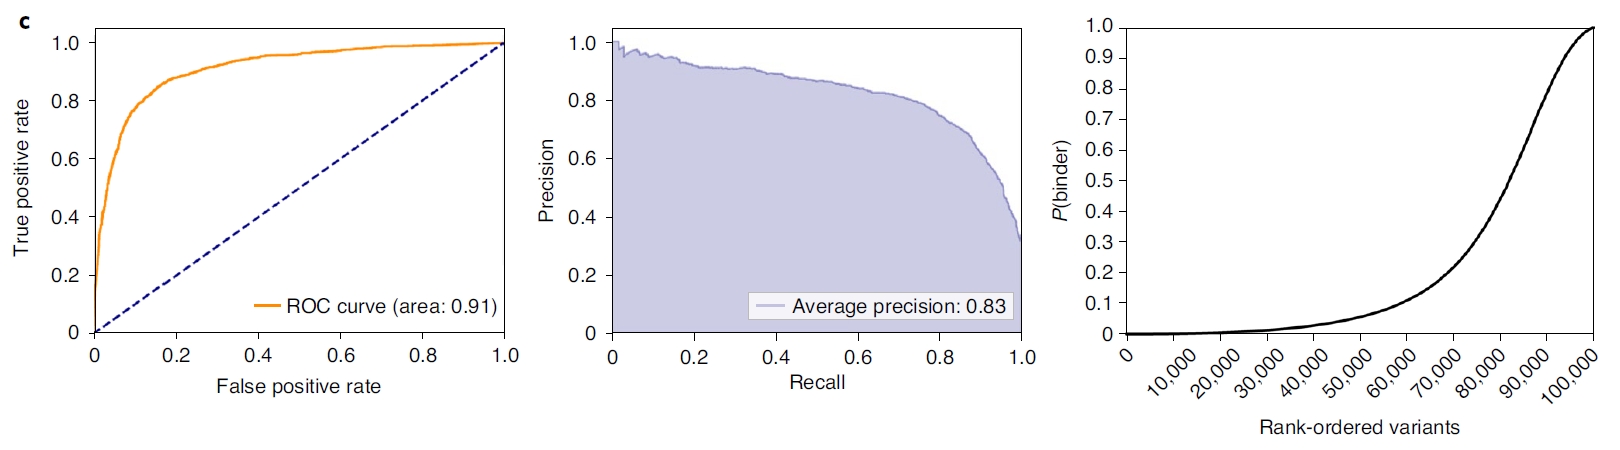 c
True positive rate
1.0
0.8
0.6
0.4
0.2
0
ROC curve (area: 0.91)
0 0.2 0.4 0.6 0.8 1.0
False positive rate
Precision
1.0
0.8
0.6
0.4
0.2
0
Average precision: 0.83
0 0.2 0.4 0.6 0.8 1.0
Recall
P(binder)
1.0
0.9
0.8
0.7
0.6
0.5
0.4
0.3
0.2
0.1
0
0 10,000 20,000 30,000 40,000 50,000 60,000 70,000 80,000 90,000 100,000
Rank-ordered variants